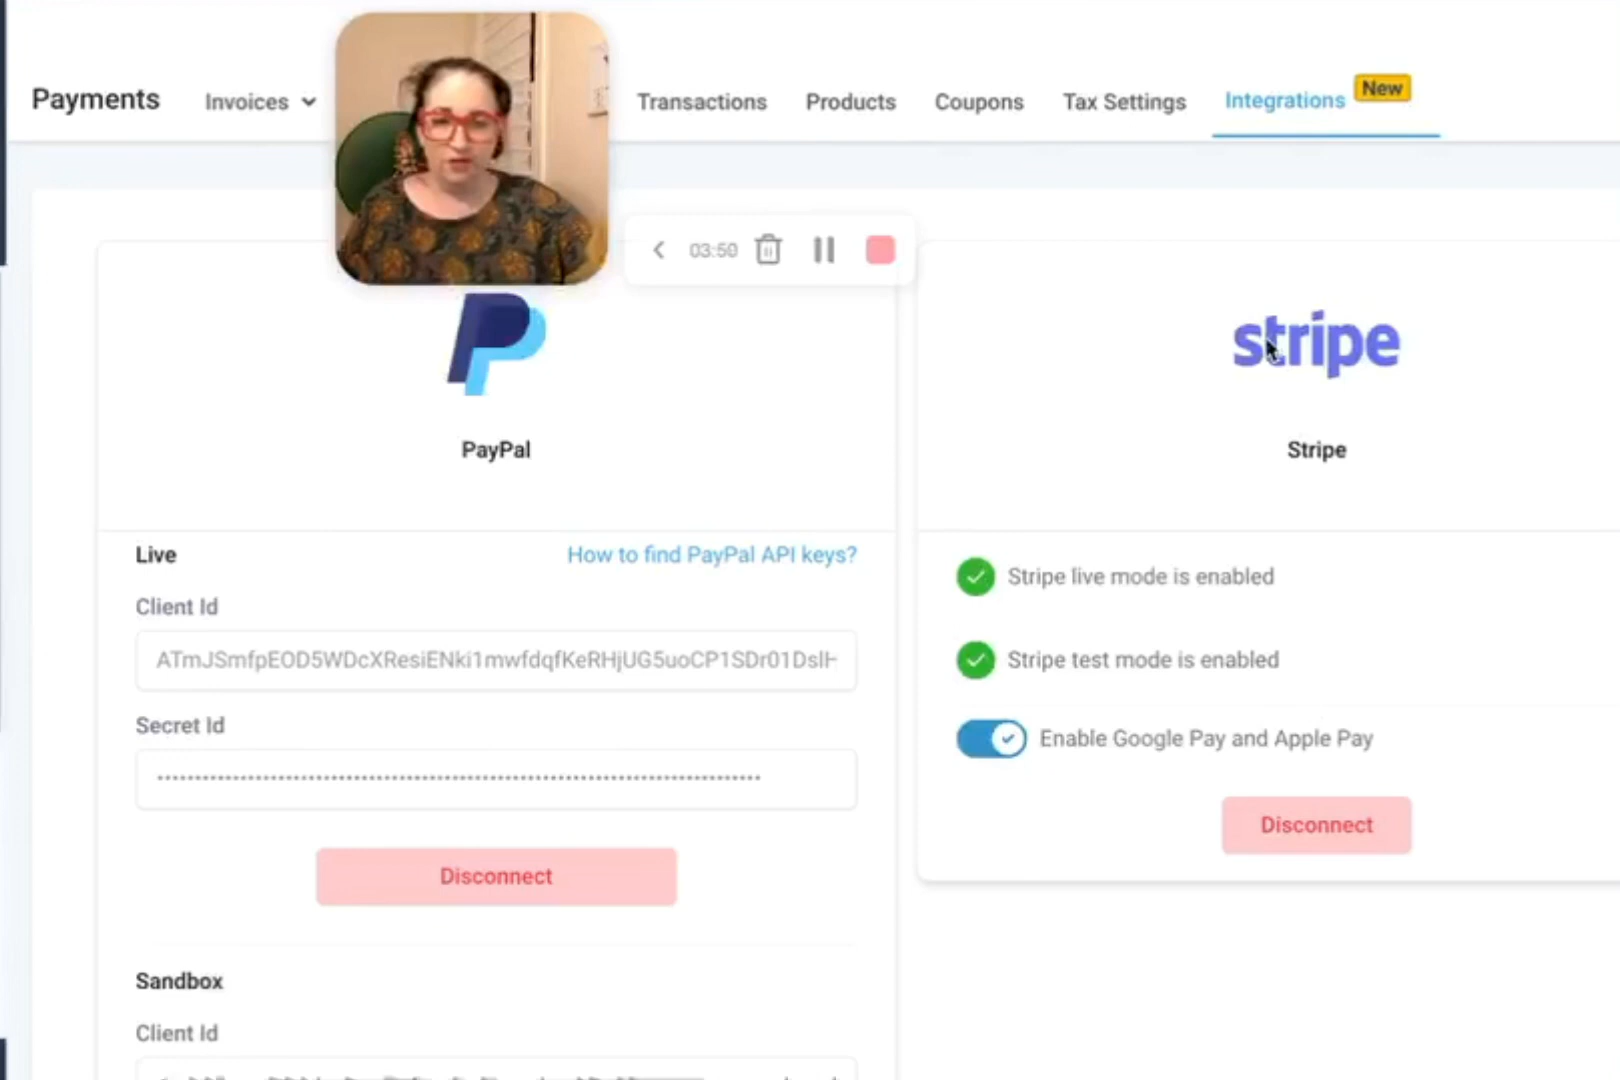 Payments Invoices Transactions Products Coupons Tax Settings Integrations New
03:50
stripe
PayPal
Stripe
Live How to find PayPal API keys?
Client Id
ATmJSmfpEOD5WDcXResiENki1mwfdqfKeRHjUG5uoCP1SDr01DslH
Secret Id
Disconnect
Stripe live mode is enabled
Stripe test mode is enabled
Enable Google Pay and Apple Pay
Disconnect
Sandbox
Client Id